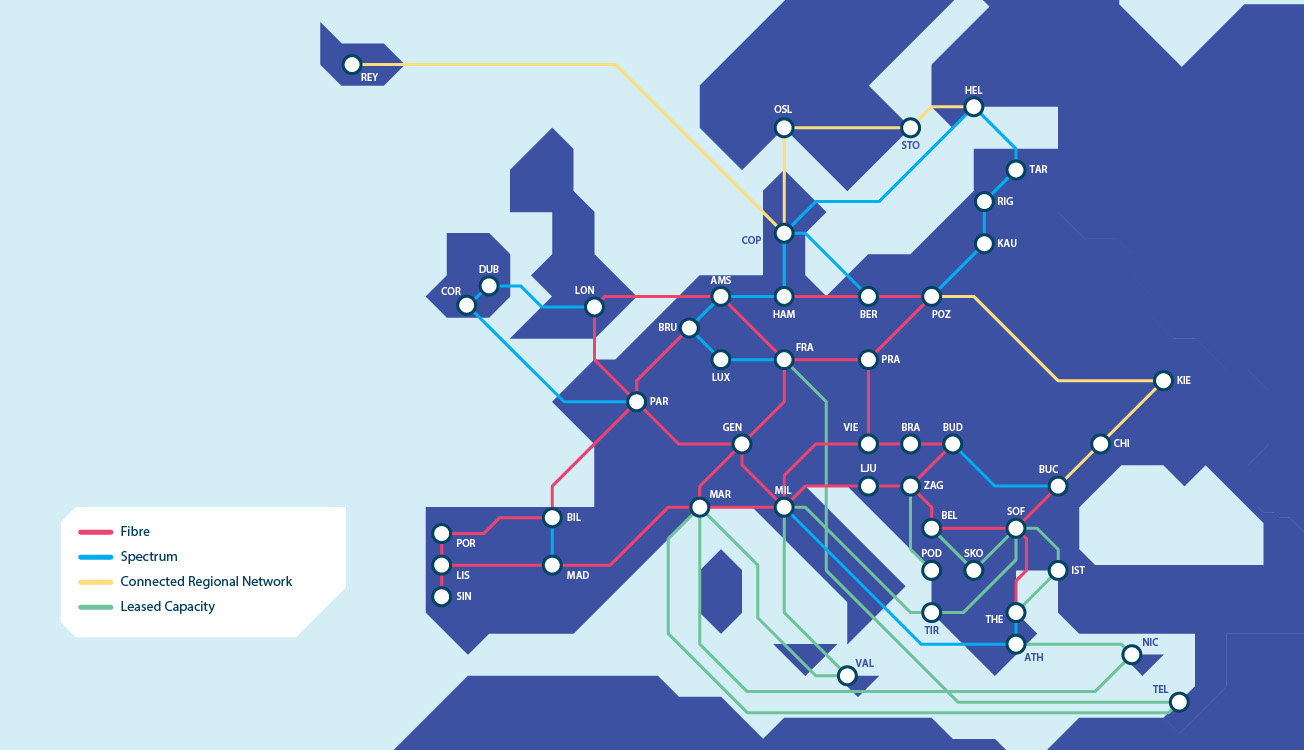 REY
HEL
OSL
STO
TAR
RIG
COP
KAU
DUB
COR
LON
AMS
HAM
BER
POZ
BRU
FRA
PRA
LUX
KIE
PAR
GEN
VIE
BRA
BUD
CHI
LJU
ZAG
BUC
MAR
MIL
BIL
BEL
SOF
POR
POD
SKO
IST
LIS
MAD
SIN
TIR
THE
ATH
NIC
VAL
TEL
Fibre
Spectrum
Connected Regional Network
Leased Capacity